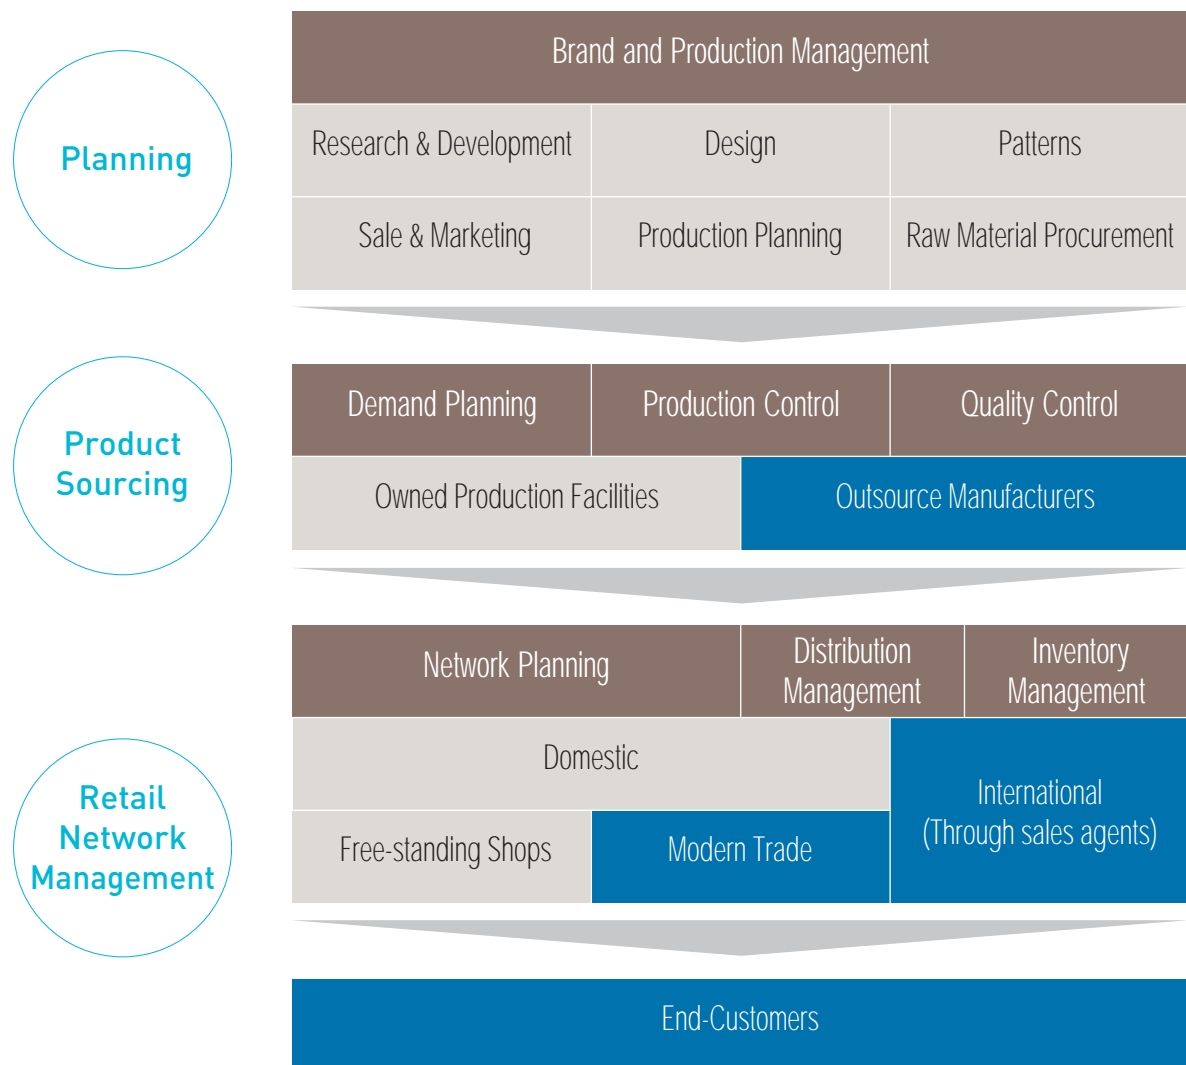 Brand and Production Management
Planning
Research & Development
Design
Patterns
Sale & Marketing
Production Planning
Raw Material Procurement
Product
Sourcing
Demand Planning
Production Control
Quality Control
Owned Production Facilities
Outsource Manufacturers
Retail
Network
Management
Network Planning
Distribution
Management
Inventory
Management
Domestic
International
(Through sales agents)
Free-standing Shops
Modern Trade
End-Customers